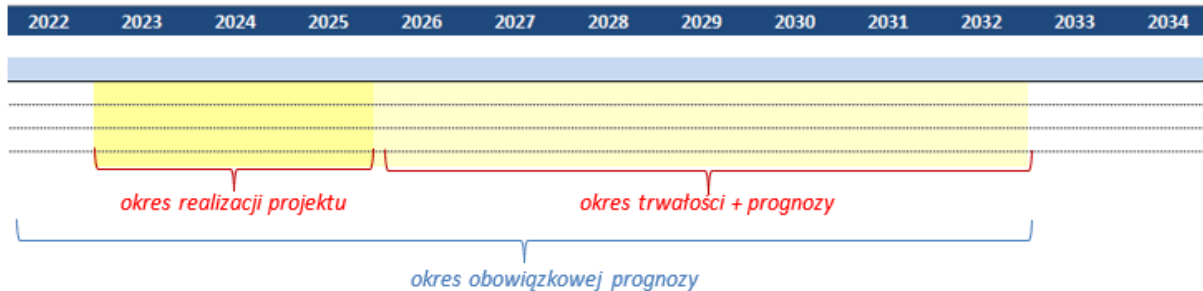 2022 2023 2024 2025 2026 2027 2028 2029 2030 2031 2032 2033 2034
okres realizacji projektu okres trwałości + prognozy
okres obowiązkowej prognozy